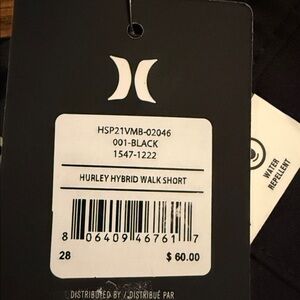 HSP21VMB-02046
001-BLACK
1547-1222
HURLEY HYBRID WALK SHORT
8 06409 46761 7
28 $ 60.00
DISTRIBUTED BY / DISTRIBUÉ PAR
WATER
REPELLENT